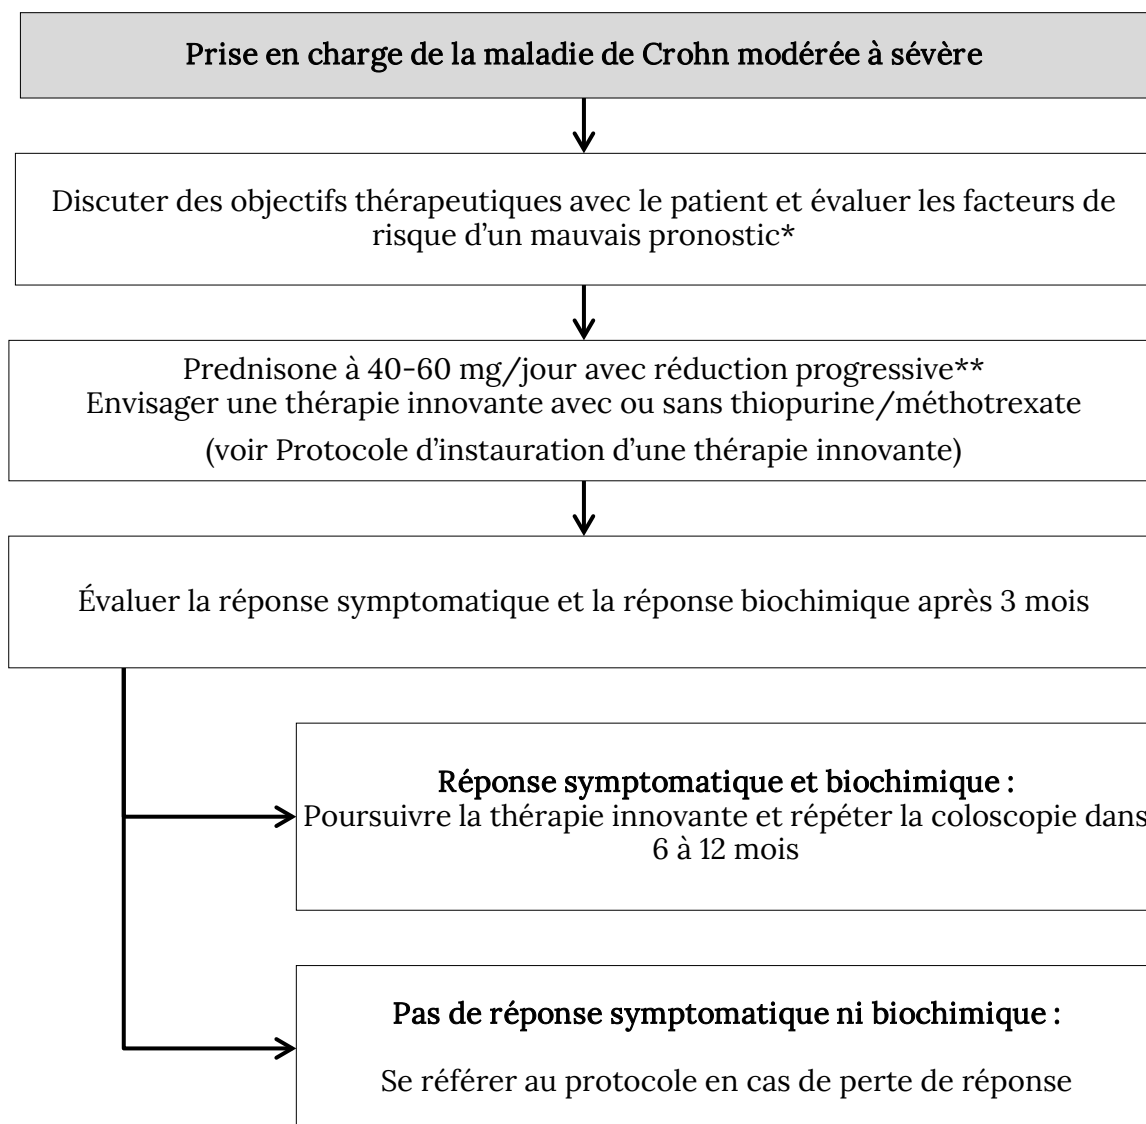 Prise en charge de la maladie de Crohn modérée à sévère
Discuter des objectifs thérapeutiques avec le patient et évaluer les facteurs de
risque d’un mauvais pronostic*
Prednisone à 40-60 mg/jour avec réduction progressive**
Envisager une thérapie innovante avec ou sans thiopurine/méthotrexate
(voir Protocole d’instauration d’une thérapie innovante)
Évaluer la réponse symptomatique et la réponse biochimique après 3 mois
Réponse symptomatique et biochimique :
Poursuivre la thérapie innovante et répéter la coloscopie dans
6 à 12 mois
Pas de réponse symptomatique ni biochimique :
Se référer au protocole en cas de perte de réponse